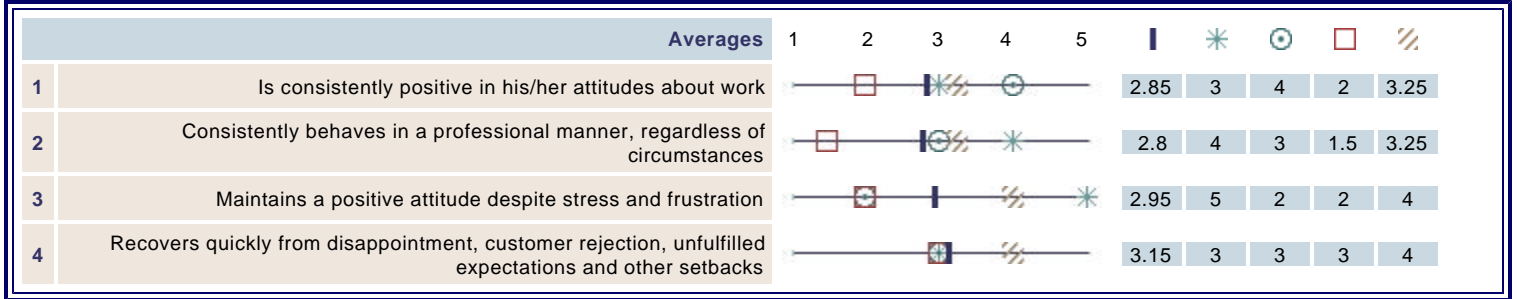 Averages 1 2 3 4 5
1 Is consistently positive in his/her attitudes about work 2.85 3 4 2 3.25
2 Consistently behaves in a professional manner, regardless of
circumstances 2.8 4 3 1.5 3.25
3 Maintains a positive attitude despite stress and frustration 2.95 5 2 2 4
4 Recovers quickly from disappointment, customer rejection, unfulfilled
expectations and other setbacks 3.15 3 3 3 4